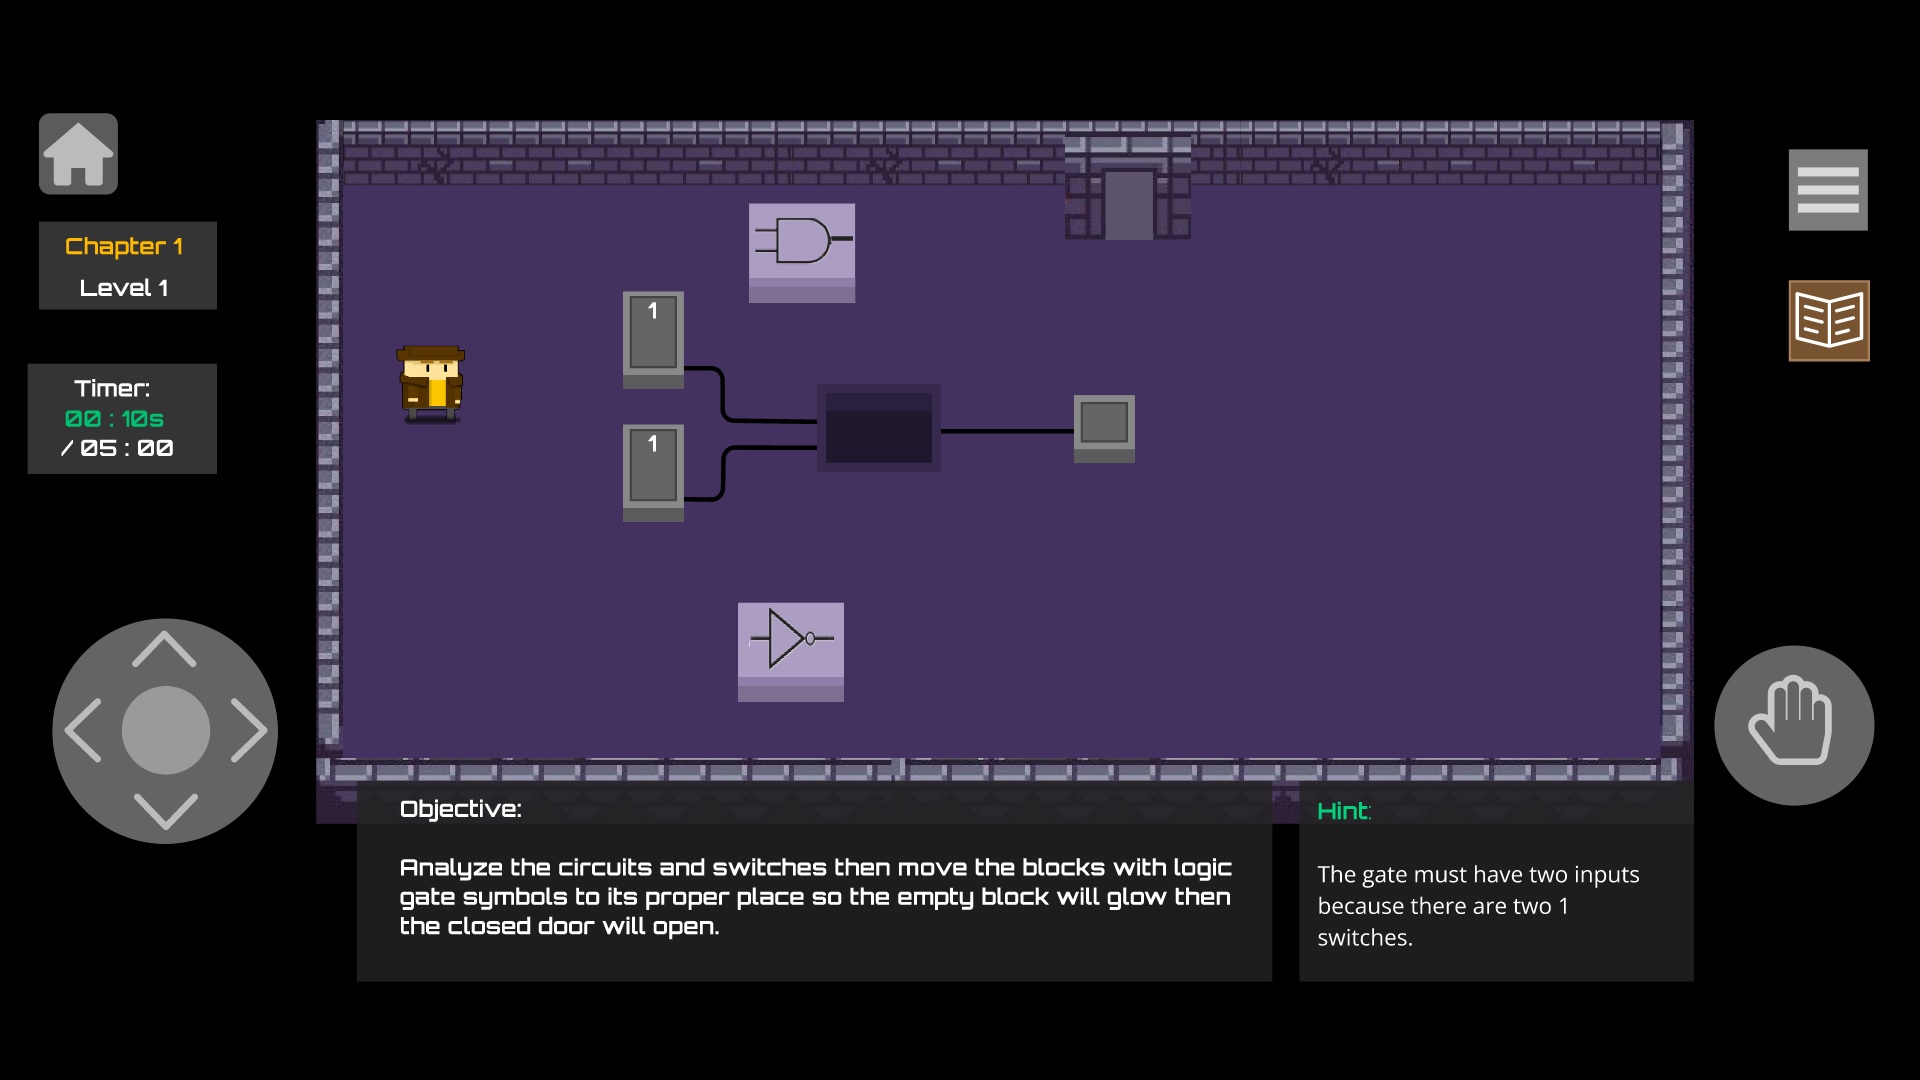 Chapter 1
Level 1
Timer:
00 : 10s
/ 05 : 00
1
1
Objective:
Analyze the circuits and switches then move the blocks with logic
gate symbols to its proper place so the empty block will glow then
the closed door will open.
Hint:
The gate must have two inputs
because there are two 1
switches.